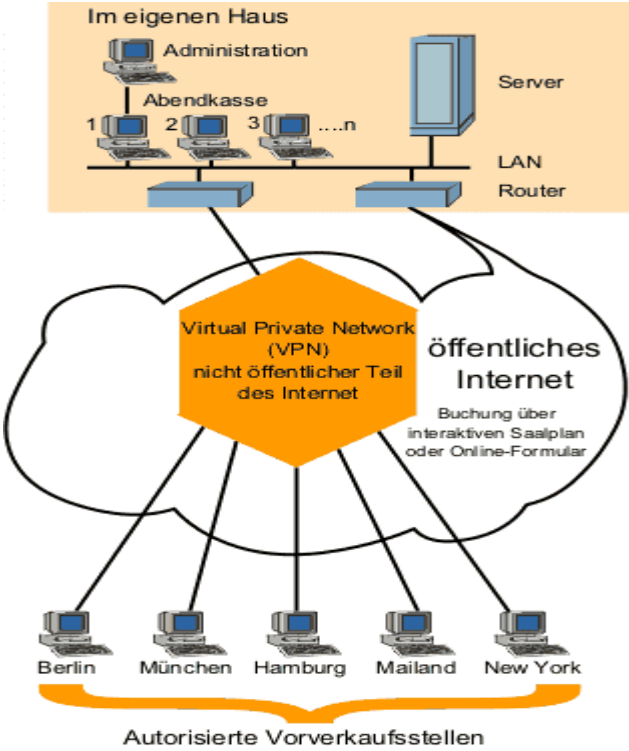 Im eigenen Haus
Administration
Abendkasse
1 2 3 ....n
Server
LAN
Router
Virtual Private Network
(VPN)
nicht öffentlicher Teil
des Internet
öffentliches
Internet
Buchung über
interaktiven Saalplan
oder Online-Formular
Berlin München Hamburg Mailand New York
Autorisierte Vorverkaufsstellen